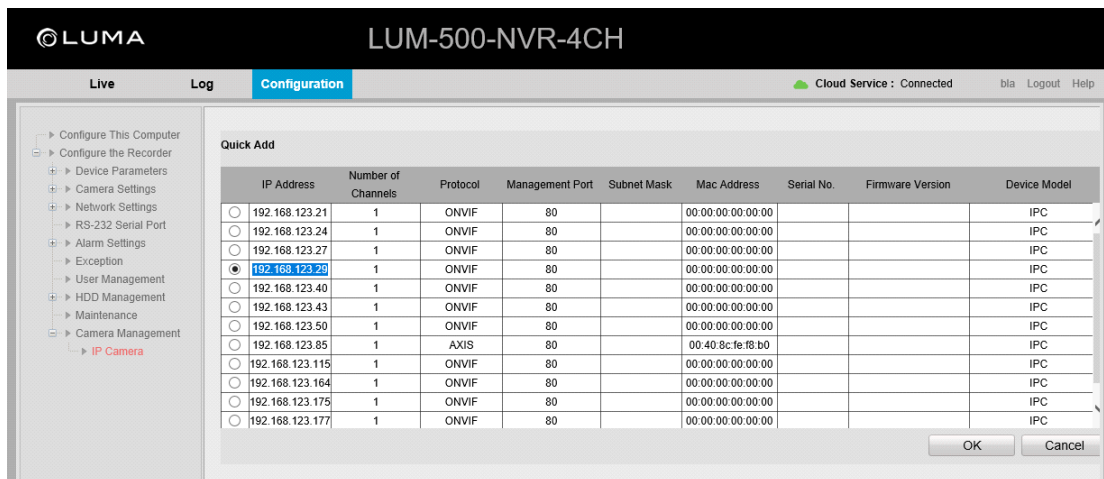 LUMA
LUM-500-NVR-4CH
Live Log Configuration Cloud Service : Connected bla Logout Help
Configure This Computer
Configure the Recorder
Device Parameters
Camera Settings
Network Settings
RS-232 Serial Port
Alarm Settings
Exception
User Management
HDD Management
Maintenance
Camera Management
IP Camera
Quick Add
IP Address Number of Channels Protocol Management Port Subnet Mask Mac Address Serial No. Firmware Version Device Model
192.168.123.21 1 ONVIF 80 00:00:00:00:00:00 IPC
192.168.123.24 1 ONVIF 80 00:00:00:00:00:00 IPC
192.168.123.27 1 ONVIF 80 00:00:00:00:00:00 IPC
192.168.123.29 1 ONVIF 80 00:00:00:00:00:00 IPC
192.168.123.40 1 ONVIF 80 00:00:00:00:00:00 IPC
192.168.123.43 1 ONVIF 80 00:00:00:00:00:00 IPC
192.168.123.50 1 ONVIF 80 00:00:00:00:00:00 IPC
192.168.123.85 1 AXIS 80 00:40:8c:fe:f8:b0 IPC
192.168.123.115 1 ONVIF 80 00:00:00:00:00:00 IPC
192.168.123.164 1 ONVIF 80 00:00:00:00:00:00 IPC
192.168.123.175 1 ONVIF 80 00:00:00:00:00:00 IPC
192.168.123.177 1 ONVIF 80 00:00:00:00:00:00 IPC
OK Cancel